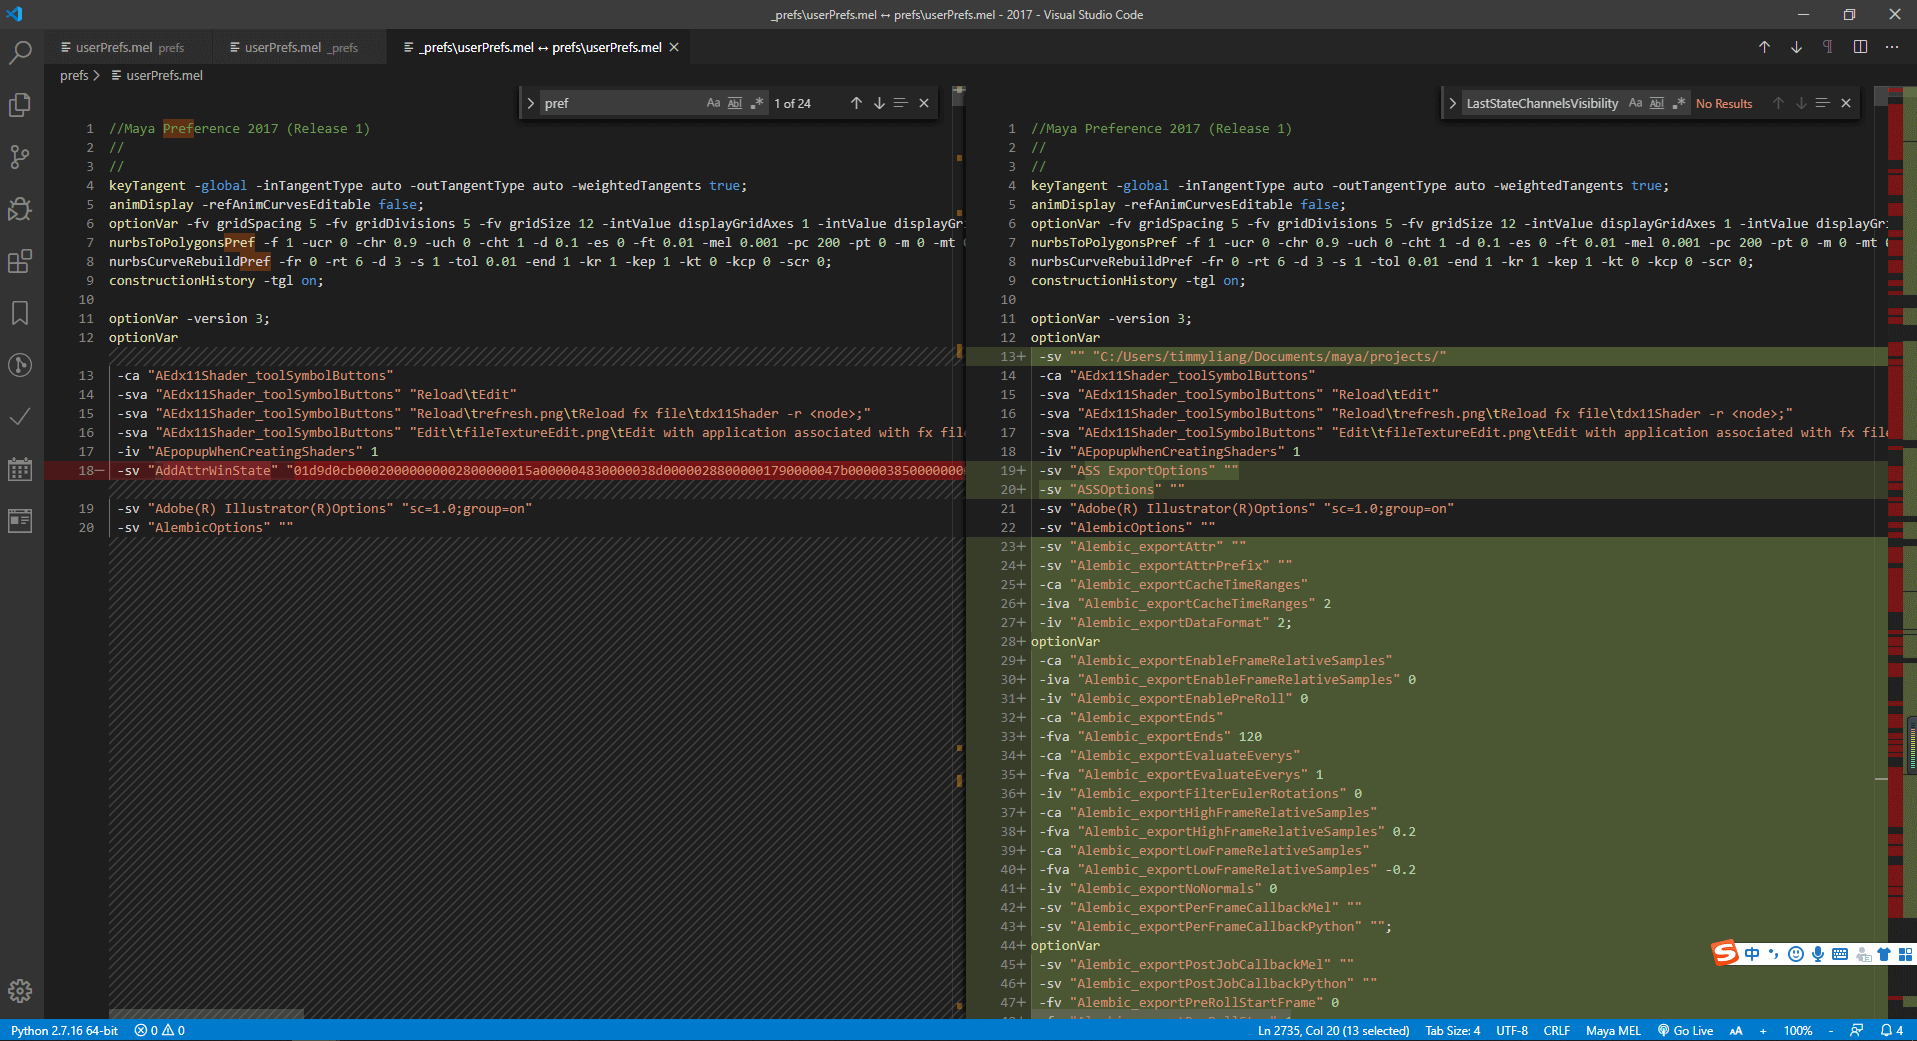 _prefs\userPrefs.mel ↔ prefs\userPrefs.mel - 2017 - Visual Studio Code
userPrefs.mel prefs
userPrefs.mel _prefs
_prefs\userPrefs.mel ↔ prefs\userPrefs.mel
prefs > userPrefs.mel
pref Aa Abl .* 1 of 24
LastStateChannelsVisibility Aa Abl .* No Results
1 //Maya Preference 2017 (Release 1)
2 //
3 //
4 keyTangent -global -inTangentType auto -outTangentType auto -weightedTangents true;
5 animDisplay -refAnimCurvesEditable false;
6 optionVar -fv gridSpacing 5 -fv gridDivisions 5 -fv gridSize 12 -intValue displayGridAxes 1 -intValue displayGri
7 nurbsToPolygonsPref -f 1 -ucr 0 -chr 0.9 -uch 0 -cht 1 -d 0.1 -es 0 -ft 0.01 -mel 0.001 -pc 200 -pt 0 -m 0 -mt
8 nurbsCurveRebuildPref -fr 0 -rt 6 -d 3 -s 1 -tol 0.01 -end 1 -kr 1 -kep 1 -kt 0 -kcp 0 -scr 0;
9 constructionHistory -tgl on;
10
11 optionVar -version 3;
12 optionVar
13 -ca "AEdx11Shader_toolSymbolButtons"
14 -sva "AEdx11Shader_toolSymbolButtons" "Reload\tEdit"
15 -sva "AEdx11Shader_toolSymbolButtons" "Reload\trefresh.png\tReload fx file\tdx11Shader -r <node>;"
16 -sva "AEdx11Shader_toolSymbolButtons" "Edit\tfileTextureEdit.png\tEdit with application associated with fx fil
17 -iv "AEpopupWhenCreatingShaders" 1
18- -sv "AddAttrWinState"
19 -sv "Adobe(R) Illustrator(R)Options" "sc=1.0;group=on"
20 -sv "AlembicOptions" ""
1 //Maya Preference 2017 (Release 1)
2 //
3 //
4 keyTangent -global -inTangentType auto -outTangentType auto -weightedTangents true;
5 animDisplay -refAnimCurvesEditable false;
6 optionVar -fv gridSpacing 5 -fv gridDivisions 5 -fv gridSize 12 -intValue displayGridAxes 1 -intValue displayGr
7 nurbsToPolygonsPref -f 1 -ucr 0 -chr 0.9 -uch 0 -cht 1 -d 0.1 -es 0 -ft 0.01 -mel 0.001 -pc 200 -pt 0 -m 0 -mt
8 nurbsCurveRebuildPref -fr 0 -rt 6 -d 3 -s 1 -tol 0.01 -end 1 -kr 1 -kep 1 -kt 0 -kcp 0 -scr 0;
9 constructionHistory -tgl on;
10
11 optionVar -version 3;
12 optionVar
13+ -sv "" "C:/Users/timmyliang/Documents/maya/projects/"
14 -ca "AEdx11Shader_toolSymbolButtons"
15 -sva "AEdx11Shader_toolSymbolButtons" "Reload\tEdit"
16 -sva "AEdx11Shader_toolSymbolButtons" "Reload\trefresh.png\tReload fx file\tdx11Shader -r <node>;"
17 -sva "AEdx11Shader_toolSymbolButtons" "Edit\tfileTextureEdit.png\tEdit with application associated with fx file
18 -iv "AEpopupWhenCreatingShaders" 1
19+ -sv "ASS ExportOptions" ""
20+ -sv "ASSOptions" ""
21 -sv "Adobe(R) Illustrator(R)Options" "sc=1.0;group=on"
22 -sv "AlembicOptions" ""
23+ -sv "Alembic_exportAttr" ""
24+ -sv "Alembic_exportAttrPrefix" ""
25+ -ca "Alembic_exportCacheTimeRanges"
26+ -iva "Alembic_exportCacheTimeRanges" 2
27+ -iv "Alembic_exportDataFormat" 2;
28+ optionVar
29+ -ca "Alembic_exportEnableFrameRelativeSamples"
30+ -iva "Alembic_exportEnableFrameRelativeSamples" 0
31+ -iv "Alembic_exportEnablePreRoll" 0
32+ -ca "Alembic_exportEnds"
33+ -fva "Alembic_exportEnds" 120
34+ -ca "Alembic_exportEvaluateEverys"
35+ -fva "Alembic_exportEvaluateEverys" 1
36+ -iv "Alembic_exportFilterEulerRotations" 0
37+ -ca "Alembic_exportHighFrameRelativeSamples"
38+ -fva "Alembic_exportHighFrameRelativeSamples" 0.2
39+ -ca "Alembic_exportLowFrameRelativeSamples"
40+ -fva "Alembic_exportLowFrameRelativeSamples" -0.2
41+ -iv "Alembic_exportNoNormals" 0
42+ -sv "Alembic_exportPerFrameCallbackMel" ""
43+ -sv "Alembic_exportPerFrameCallbackPython" "";
44+ optionVar
45+ -sv "Alembic_exportPostJobCallbackMel" ""
46+ -sv "Alembic_exportPostJobCallbackPython" ""
47+ -fv "Alembic_exportPreRollStartFrame" 0
中
Python 2.7.16 64-bit 0 0 Ln 2735, Col 20 (13 selected) Tab Size: 4 UTF-8 CRLF Maya MEL Go Live AA + 100% - 4